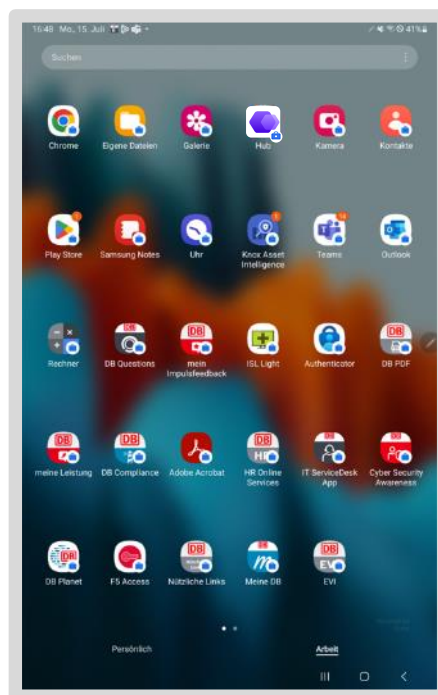 16:48 Mo., 15. Juli
41%
Suchen
Chrome
Eigene Dateien
Galerie
Hub
Kamera
Kontakte
Play Store
Samsung Notes
Uhr
Knox Asset Intelligence
Teams
Outlook
Rechner
DB Questions
mein Impulsfeedback
ISL Light
Authenticator
DB PDF
meine Leistung
DB Compliance
Adobe Acrobat
HR Online Services
IT ServiceDesk App
Cyber Security Awareness
DB Planet
F5 Access
Nützliche Links
Meine DB
EVI
Persönlich
Arbeit